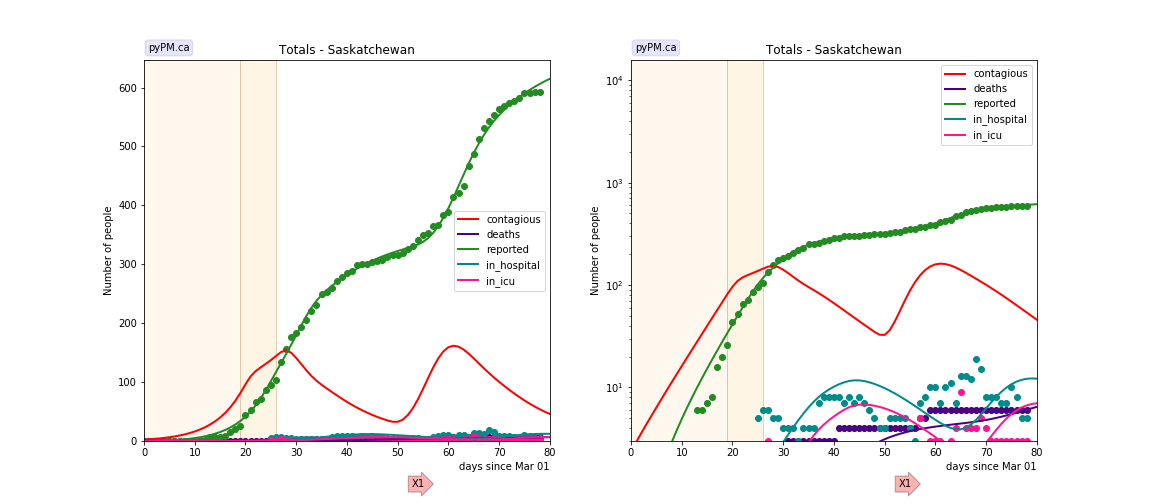 pyPM.ca
Totals - Saskatchewan
Number of people
600
500
400
300
200
100
0
contagious
deaths
reported
in_hospital
in_icu
0 10 20 30 40 50 60 70 80
days since Mar 01
X1
pyPM.ca
Totals - Saskatchewan
Number of people
10⁴
10³
10²
10¹
contagious
deaths
reported
in_hospital
in_icu
0 10 20 30 40 50 60 70 80
days since Mar 01
X1